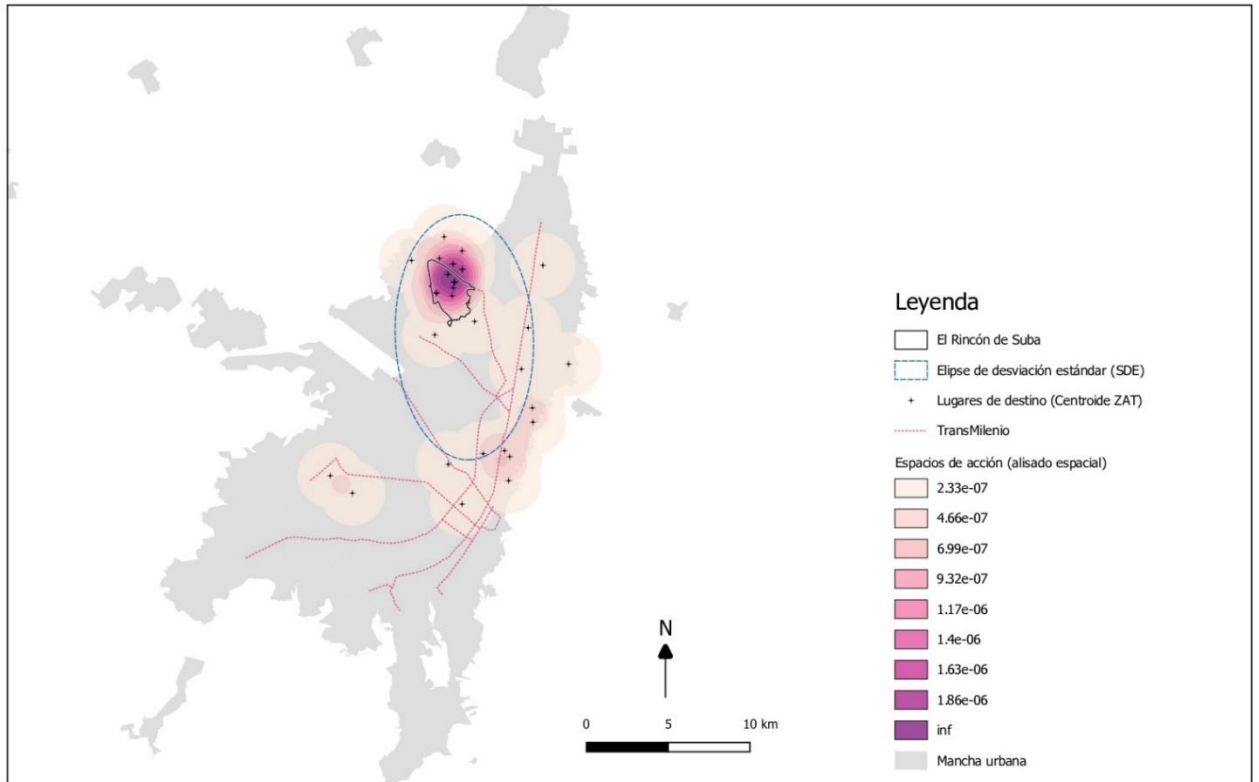 Leyenda
El Rincón de Suba
Elipse de desviación estándar (SDE)
Lugares de destino (Centroide ZAT)
TransMilenio
Espacios de acción (alisado espacial)
2.33e-07
4.66e-07
6.99e-07
9.32e-07
1.17e-06
1.4e-06
1.63e-06
1.86e-06
inf
Mancha urbana
N
0 5 10 km